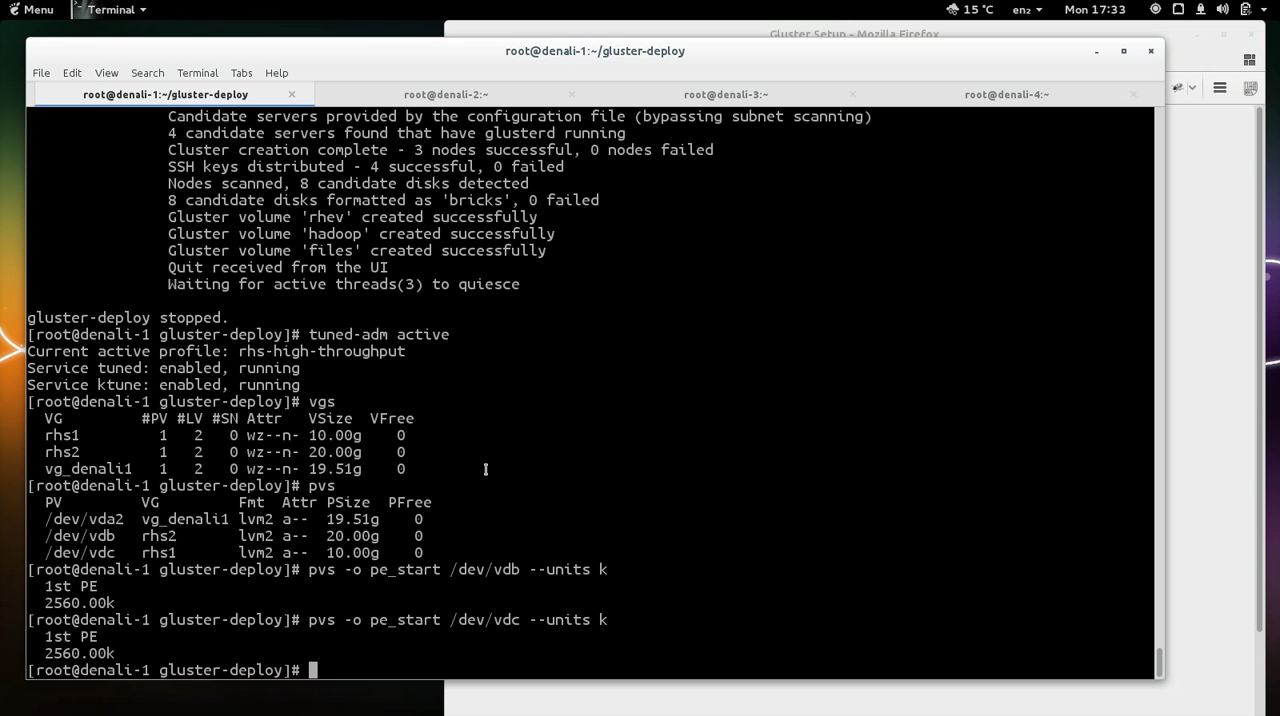 Menu Terminal 15 °C en₂ Mon 17:33
Gluster Setup - Mozilla Firefox
root@denali-1:~/gluster-deploy
File Edit View Search Terminal Tabs Help
root@denali-1:~/gluster-deploy root@denali-2:~ root@denali-3:~ root@denali-4:~
Candidate servers provided by the configuration file (bypassing subnet scanning)
4 candidate servers found that have glusterd running
Cluster creation complete - 3 nodes successful, 0 nodes failed
SSH keys distributed - 4 successful, 0 failed
Nodes scanned, 8 candidate disks detected
8 candidate disks formatted as 'bricks', 0 failed
Gluster volume 'rhev' created successfully
Gluster volume 'hadoop' created successfully
Gluster volume 'files' created successfully
Quit received from the UI
Waiting for active threads(3) to quiesce
gluster-deploy stopped.
[root@denali-1 gluster-deploy]# tuned-adm active
Current active profile: rhs-high-throughput
Service tuned: enabled, running
Service ktune: enabled, running
[root@denali-1 gluster-deploy]# vgs
VG #PV #LV #SN Attr VSize VFree
rhs1 1 2 0 wz--n- 10.00g 0
rhs2 1 2 0 wz--n- 20.00g 0
vg_denali1 1 2 0 wz--n- 19.51g 0
[root@denali-1 gluster-deploy]# pvs
PV VG Fmt Attr PSize PFree
/dev/vda2 vg_denali1 lvm2 a-- 19.51g 0
/dev/vdb rhs2 lvm2 a-- 20.00g 0
/dev/vdc rhs1 lvm2 a-- 10.00g 0
[root@denali-1 gluster-deploy]# pvs -o pe_start /dev/vdb --units k
1st PE
2560.00k
[root@denali-1 gluster-deploy]# pvs -o pe_start /dev/vdc --units k
1st PE
2560.00k
[root@denali-1 gluster-deploy]#